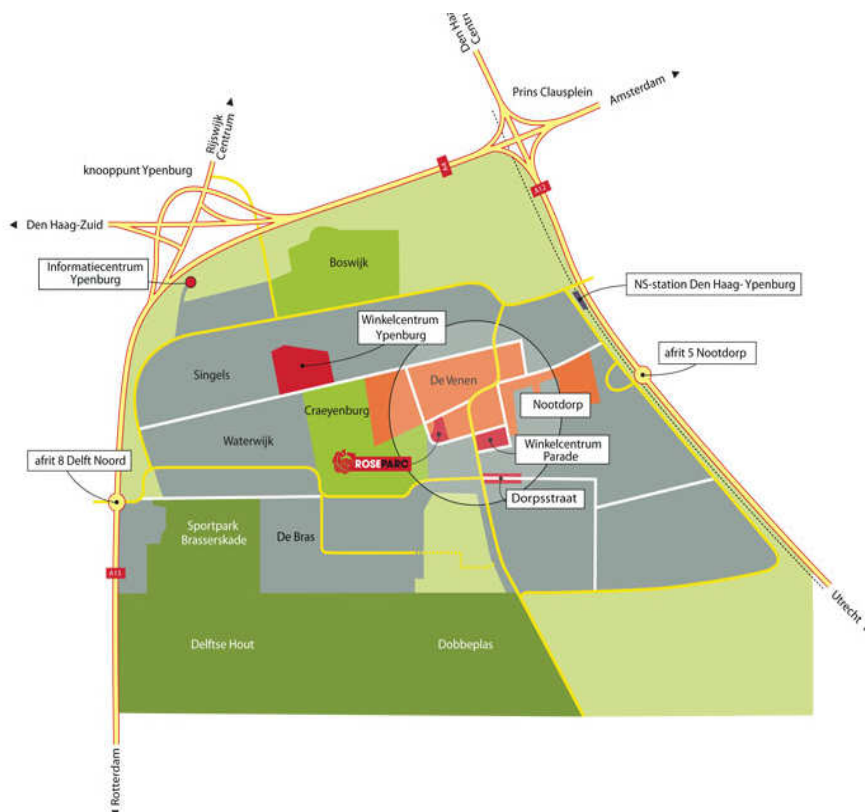 Den Haag
Centrum
Prins Clausplein
Amsterdam
Rijswijk
Centrum
knooppunt Ypenburg
A12
Den Haag-Zuid
Informatiecentrum
Ypenburg
Boswijk
NS-station Den Haag- Ypenburg
Winkelcentrum
Ypenburg
Singels
De Venen
afrit 5 Nootdorp
Craeyenburg
Nootdorp
Waterwijk
Winkelcentrum
Parade
ROSEPARC
afrit 8 Delft Noord
Dorpsstraat
Sportpark
Brasserskade
De Bras
A13
Utrecht
Delftse Hout
Dobbeplas
Rotterdam